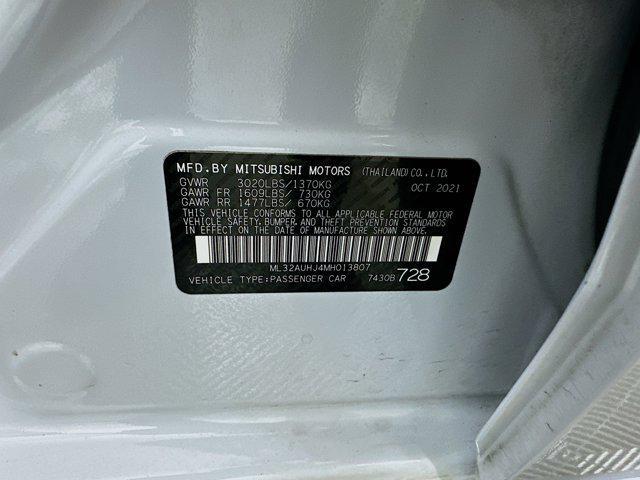 MFD.BY MITSUBISHI MOTORS (THAILAND)CO.,LTD.
GVWR 3020LBS/1370KG OCT 2021
GAWR FR 1609LBS/ 730KG
GAWR RR 1477LBS/ 670KG
THIS VEHICLE CONFORMS TO ALL APPLICABLE FEDERAL MOTOR
VEHICLE SAFETY,BUMPER,AND THEFT PREVENTION STANDARDS
IN EFFECT ON THE DATE OF MANUFACTURE SHOWN ABOVE.
ML32AUHJ4MH013807
VEHICLE TYPE:PASSENGER CAR 7430B 728